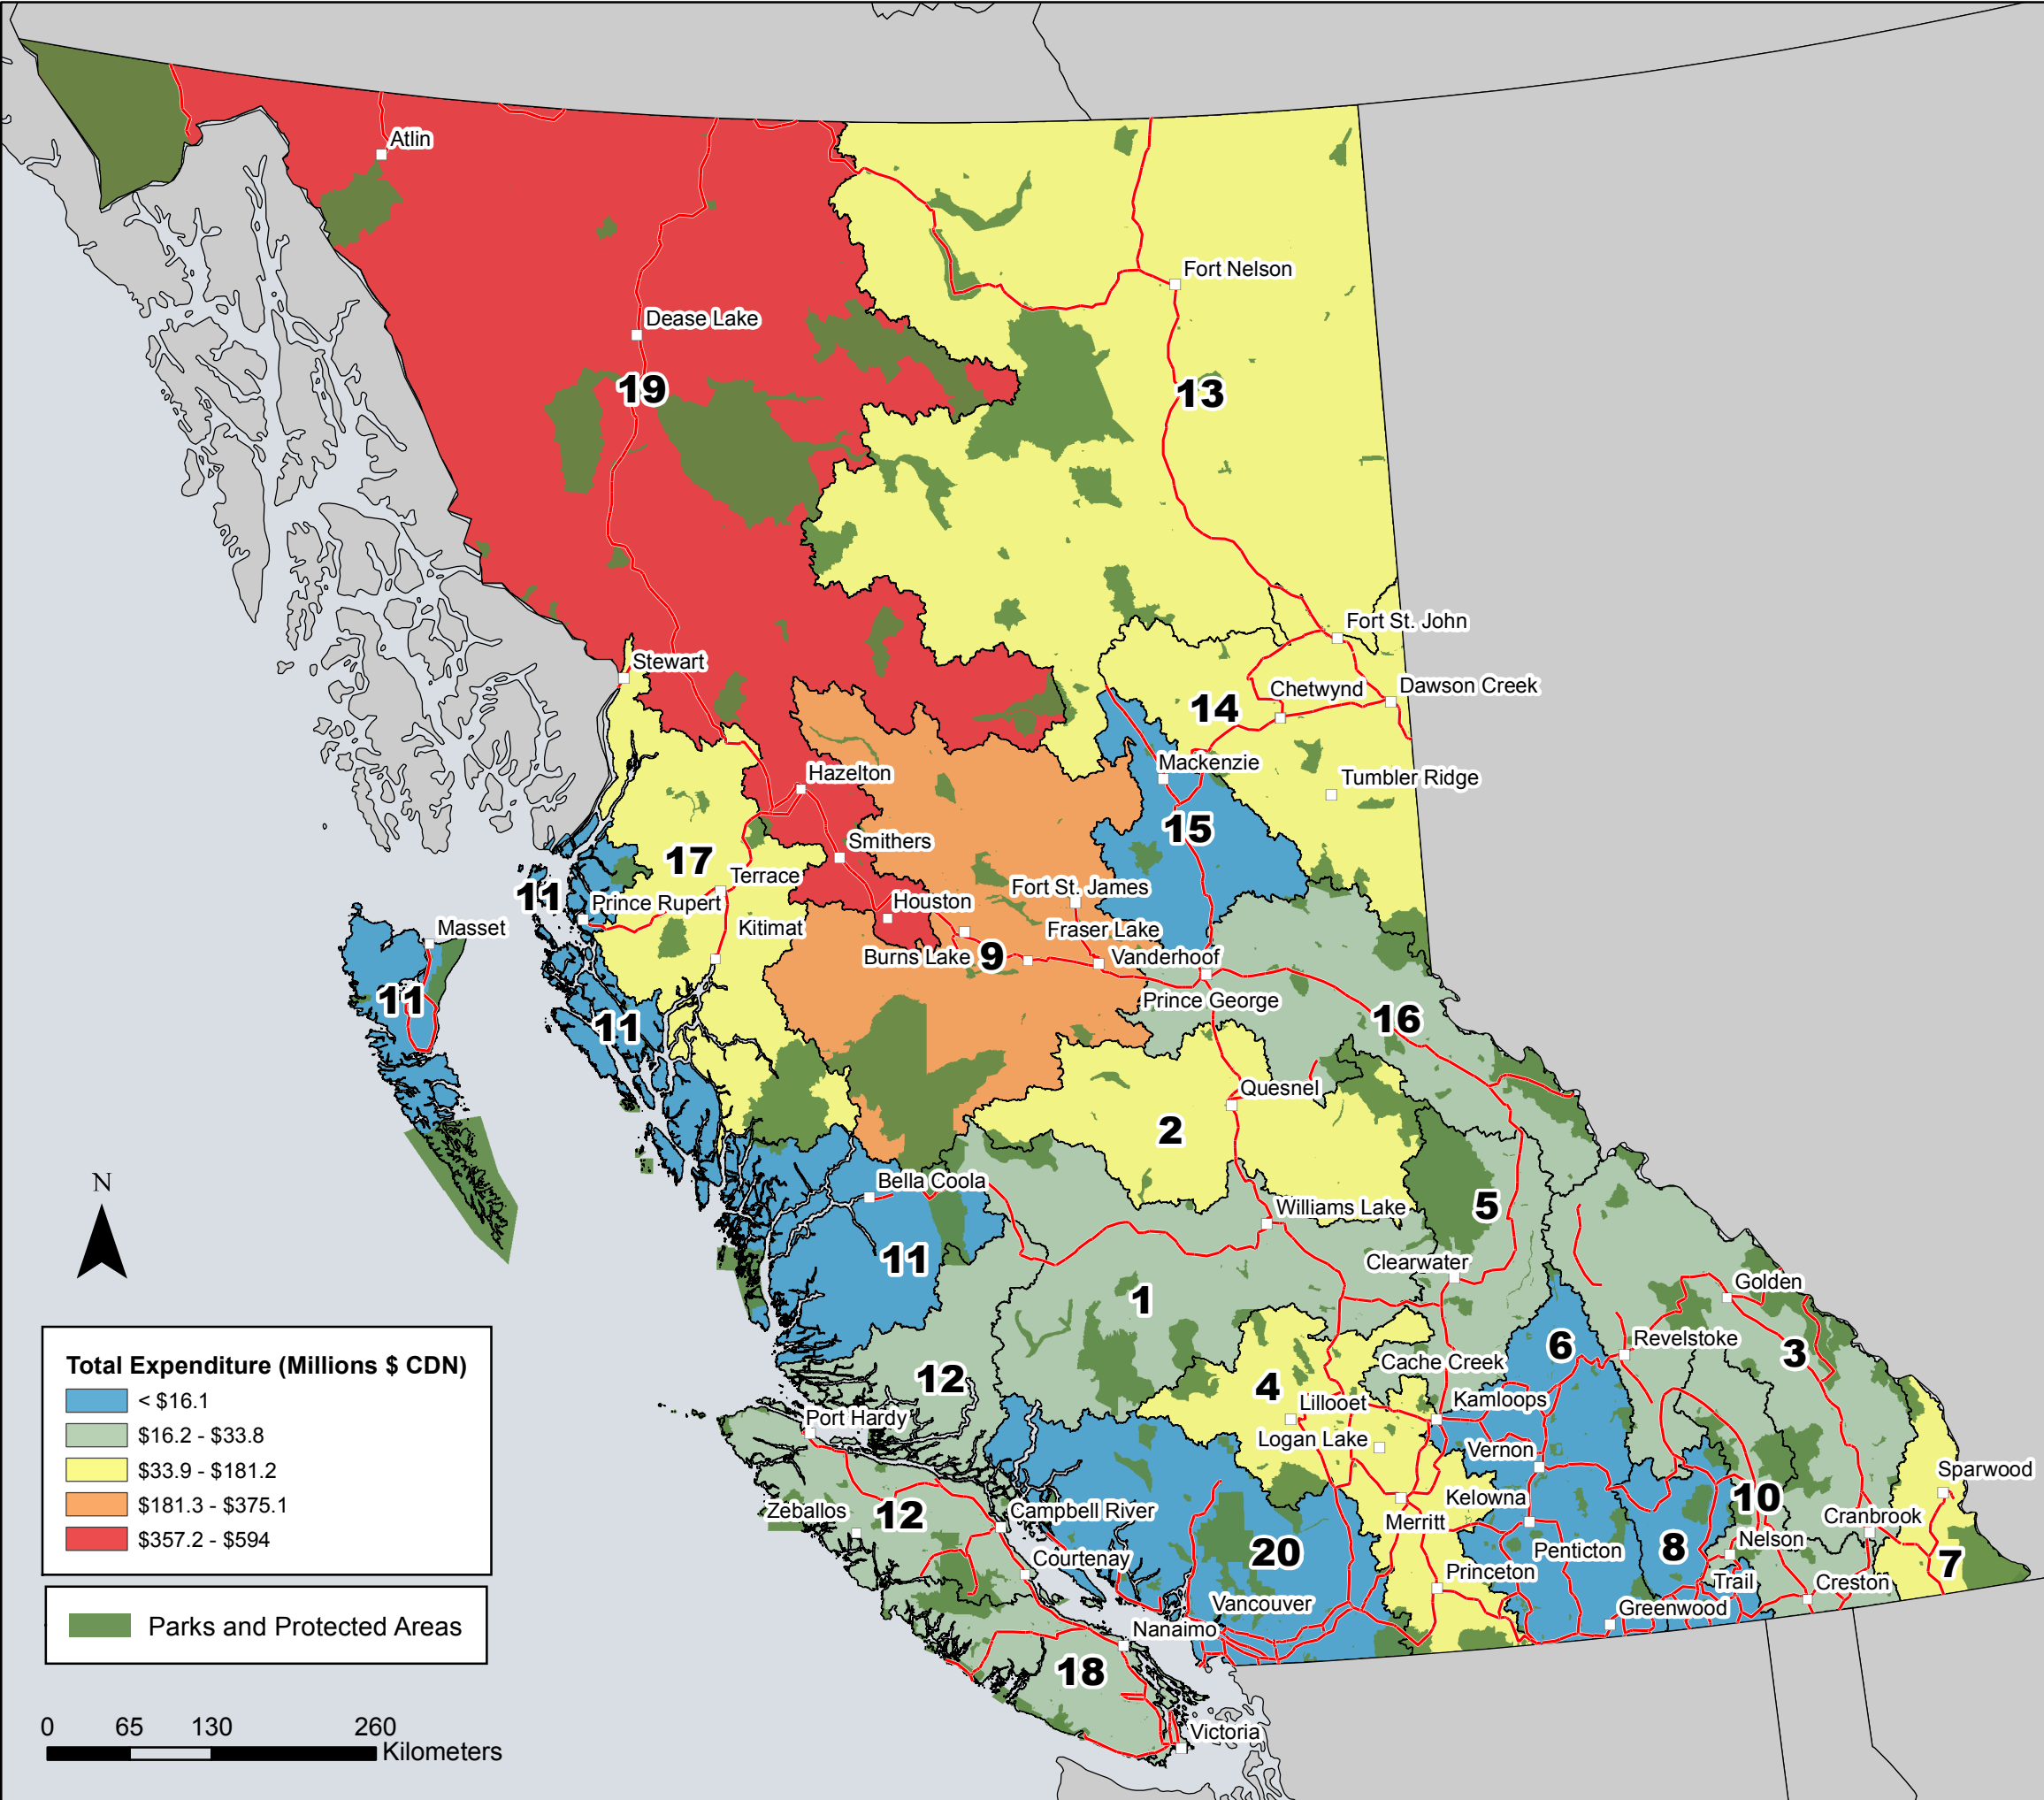 Atlin
Fort Nelson
Dease Lake
19
13
Fort St. John
Stewart
Chetwynd
Dawson Creek
14
Mackenzie
Hazelton
Tumbler Ridge
15
Smithers
17
Terrace
Fort St. James
11
Prince Rupert
Houston
Masset
Kitimat
Fraser Lake
Burns Lake
9
Vanderhoof
11
Prince George
11
16
Quesnel
2
N
Bella Coola
Williams Lake
5
11
Clearwater
Golden
1
Revelstoke
6
3
Total Expenditure (Millions $ CDN)
< $16.1
$16.2 - $33.8
$33.9 - $181.2
$181.3 - $375.1
$357.2 - $594
Cache Creek
12
4
Lillooet
Kamloops
Port Hardy
Logan Lake
Vernon
Sparwood
Zeballos
12
Campbell River
Kelowna
10
Merritt
Cranbrook
20
Courtenay
Penticton
8
Nelson
7
Princeton
Trail
Creston
Vancouver
Greenwood
Parks and Protected Areas
Nanaimo
18
0 65 130 260
Kilometers
Victoria